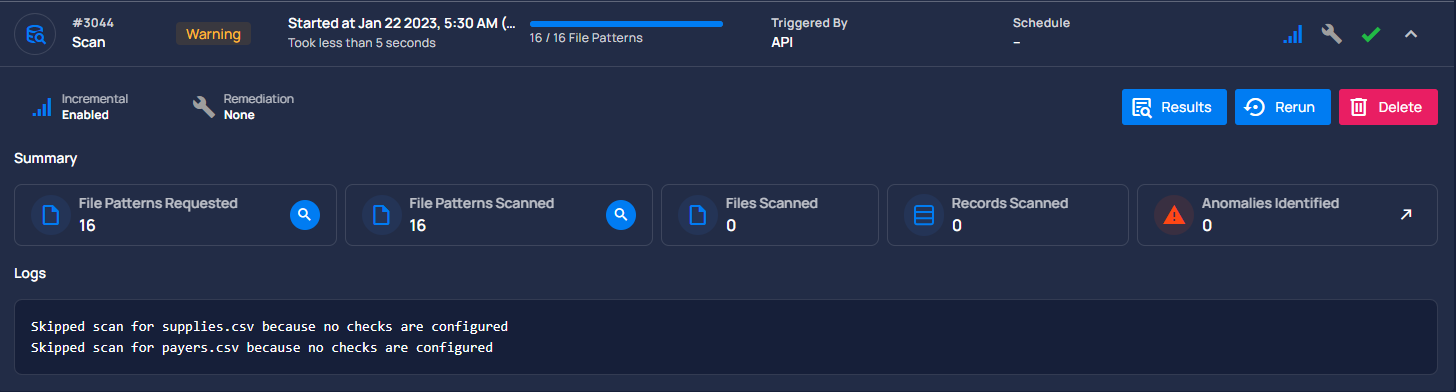 #3044
Scan
Warning
Started at Jan 22 2023, 5:30 AM (...
Took less than 5 seconds
16 / 16 File Patterns
Triggered By
API
Schedule
–
Incremental
Enabled
Remediation
None
Results
Rerun
Delete
Summary
File Patterns Requested
16
File Patterns Scanned
16
Files Scanned
0
Records Scanned
0
Anomalies Identified
0
Logs
Skipped scan for supplies.csv because no checks are configured
Skipped scan for payers.csv because no checks are configured